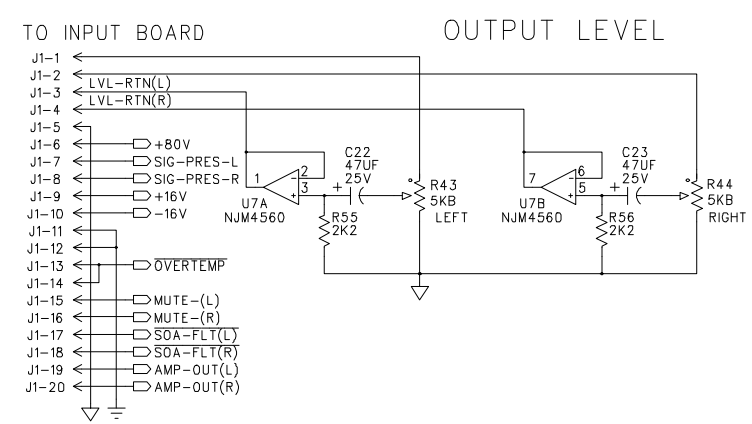 TO INPUT BOARD
OUTPUT LEVEL
J1-1
J1-2
J1-3 LVL-RTN(L)
J1-4 LVL-RTN(R)
J1-5
J1-6 +80V
J1-7 SIG-PRES-L
J1-8 SIG-PRES-R
J1-9 +16V
J1-10 -16V
J1-11
J1-12
J1-13 OVERTEMP
J1-14
J1-15 MUTE-(L)
J1-16 MUTE-(R)
J1-17 SOA-FLT(L)
J1-18 SOA-FLT(R)
J1-19 AMP-OUT(L)
J1-20 AMP-OUT(R)
1
2
-
3
+
U7A
NJM4560
C22
47UF
25V
+
R55
2K2
R43
5KB
LEFT
7
6
-
5
+
U7B
NJM4560
C23
47UF
25V
+
R56
2K2
R44
5KB
RIGHT